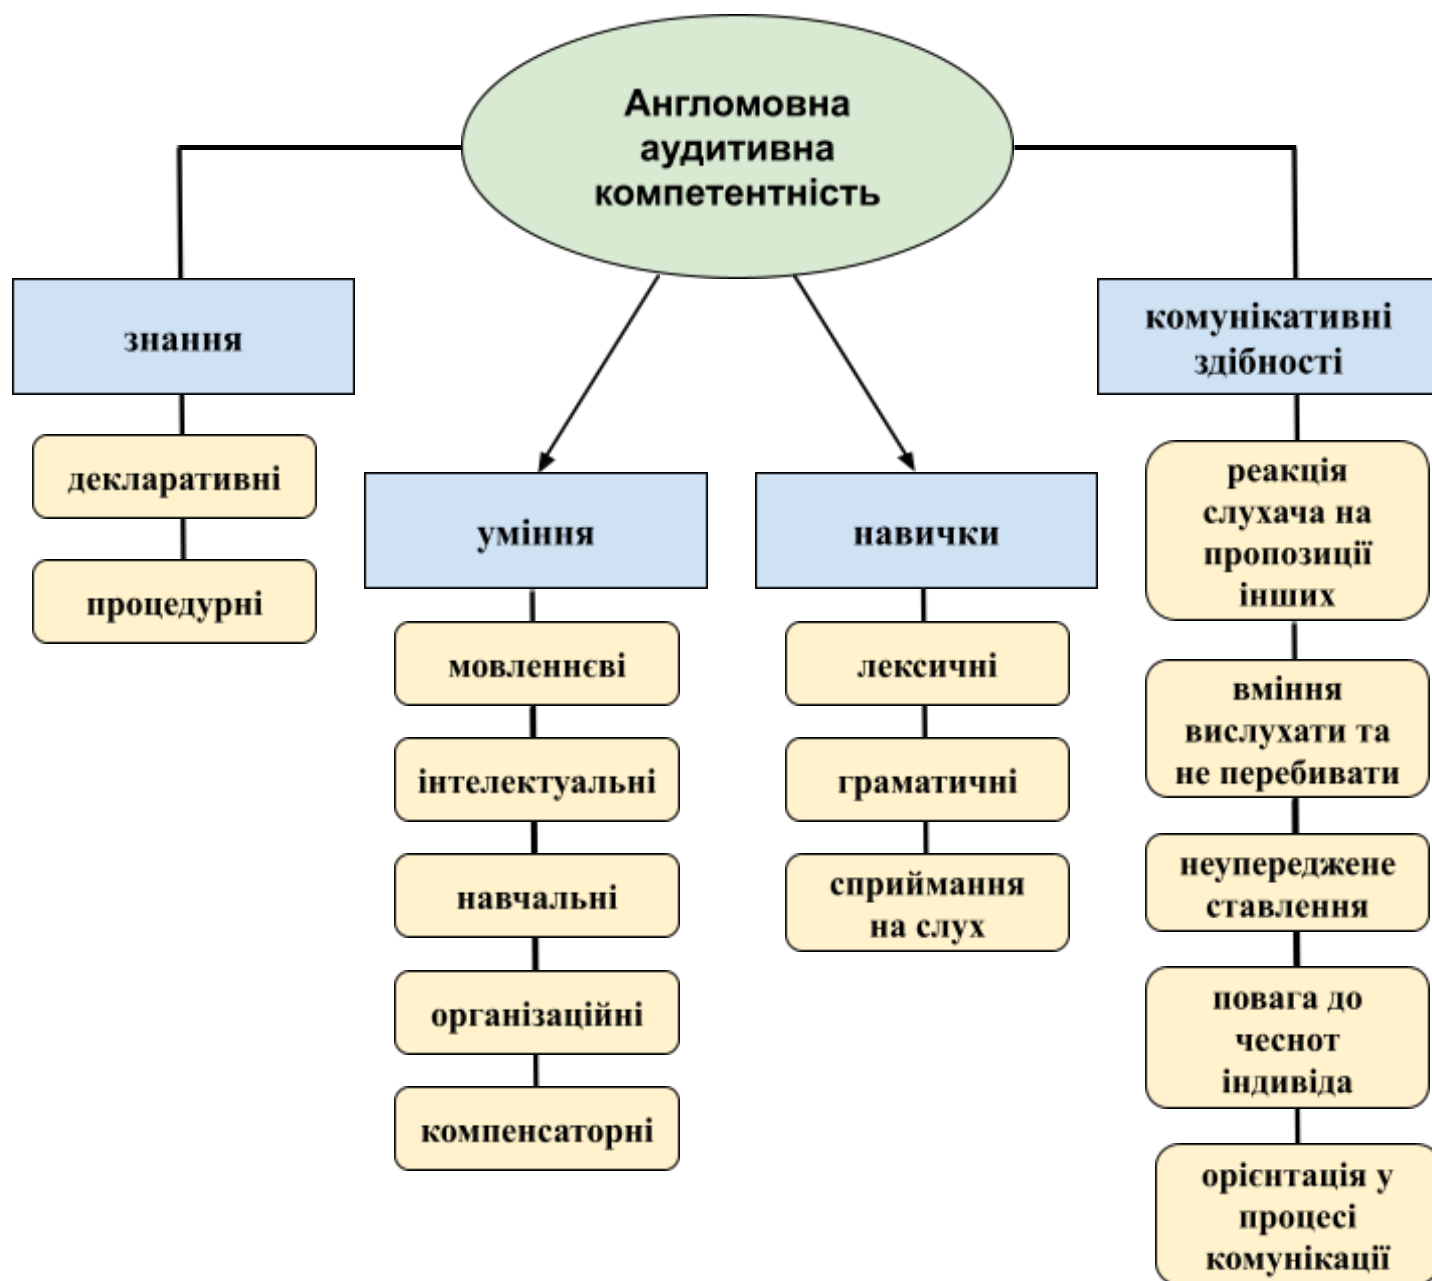 Англомовна
аудитивна
компетентність
знання
декларативні
процедурні
уміння
мовленнєві
інтелектуальні
навчальні
організаційні
компенсаторні
навички
лексичні
граматичні
сприймання
на слух
комунікативні
здібності
реакція
слухача на
пропозиції
інших
вміння
вислухати та
не перебивати
неупереджене
ставлення
повага до
чеснот
індивіда
орієнтація у
процесі
комунікації